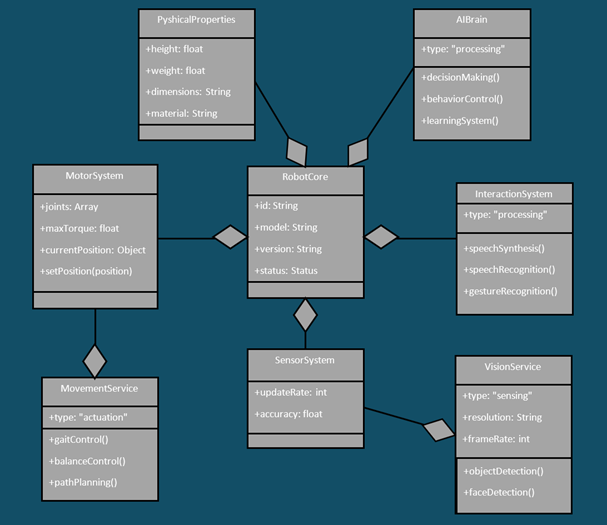 PyshicalProperties
+height: float
+weight: float
+dimensions: String
+material: String
AIBrain
+type: "processing"
+decisionMaking()
+behaviorControl()
+learningSystem()
MotorSystem
+joints: Array
+maxTorque: float
+currentPosition: Object
+setPosition(position)
RobotCore
+id: String
+model: String
+version: String
+status: Status
InteractionSystem
+type: "processing"
+speechSynthesis()
+speechRecognition()
+gestureRecognition()
MovementService
+type: "actuation"
+gaitControl()
+balanceControl()
+pathPlanning()
SensorSystem
+updateRate: int
+accuracy: float
VisionService
+type: "sensing"
+resolution: String
+frameRate: int
+objectDetection()
+faceDetection()